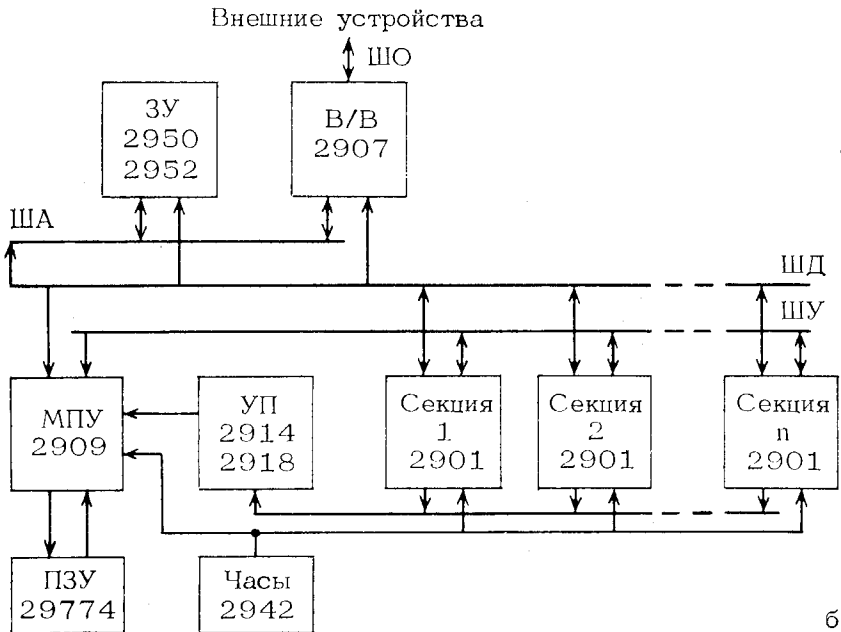 Внешние устройства
ШО
ЗУ
2950
2952
В/В
2907
ША
ШД
ШУ
МПУ
2909
УП
2914
2918
Секция
1
2901
Секция
2
2901
Секция
n
2901
ПЗУ
29774
Часы
2942
б